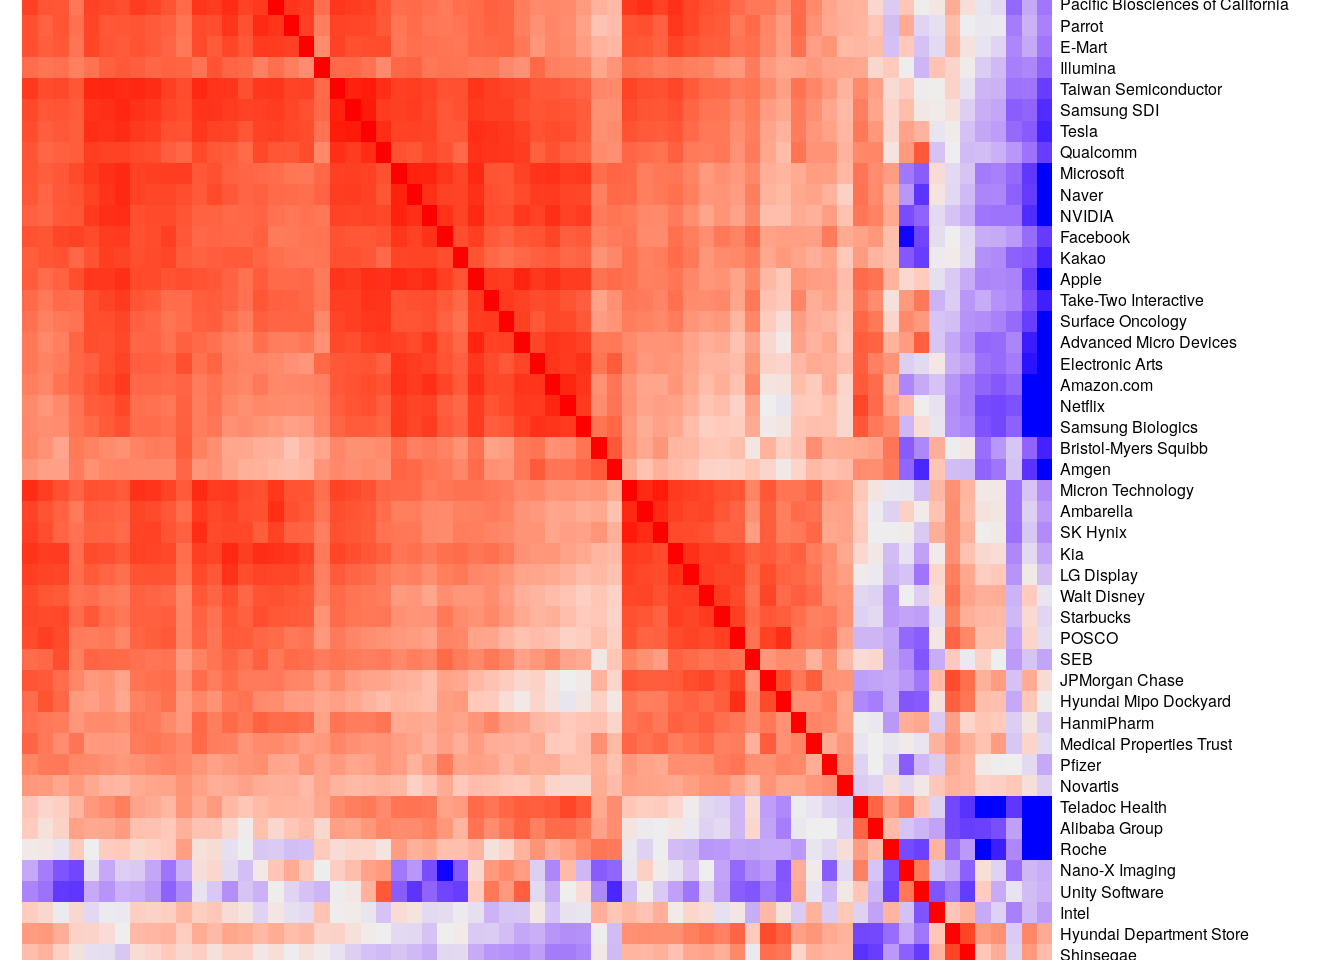 Pacific Biosciences of California
Parrot
E-Mart
Illumina
Taiwan Semiconductor
Samsung SDI
Tesla
Qualcomm
Microsoft
Naver
NVIDIA
Facebook
Kakao
Apple
Take-Two Interactive
Surface Oncology
Advanced Micro Devices
Electronic Arts
Amazon.com
Netflix
Samsung Biologics
Bristol-Myers Squibb
Amgen
Micron Technology
Ambarella
SK Hynix
Kia
LG Display
Walt Disney
Starbucks
POSCO
SEB
JPMorgan Chase
Hyundai Mipo Dockyard
HanmiPharm
Medical Properties Trust
Pfizer
Novartis
Teladoc Health
Alibaba Group
Roche
Nano-X Imaging
Unity Software
Intel
Hyundai Department Store
Shinsegae